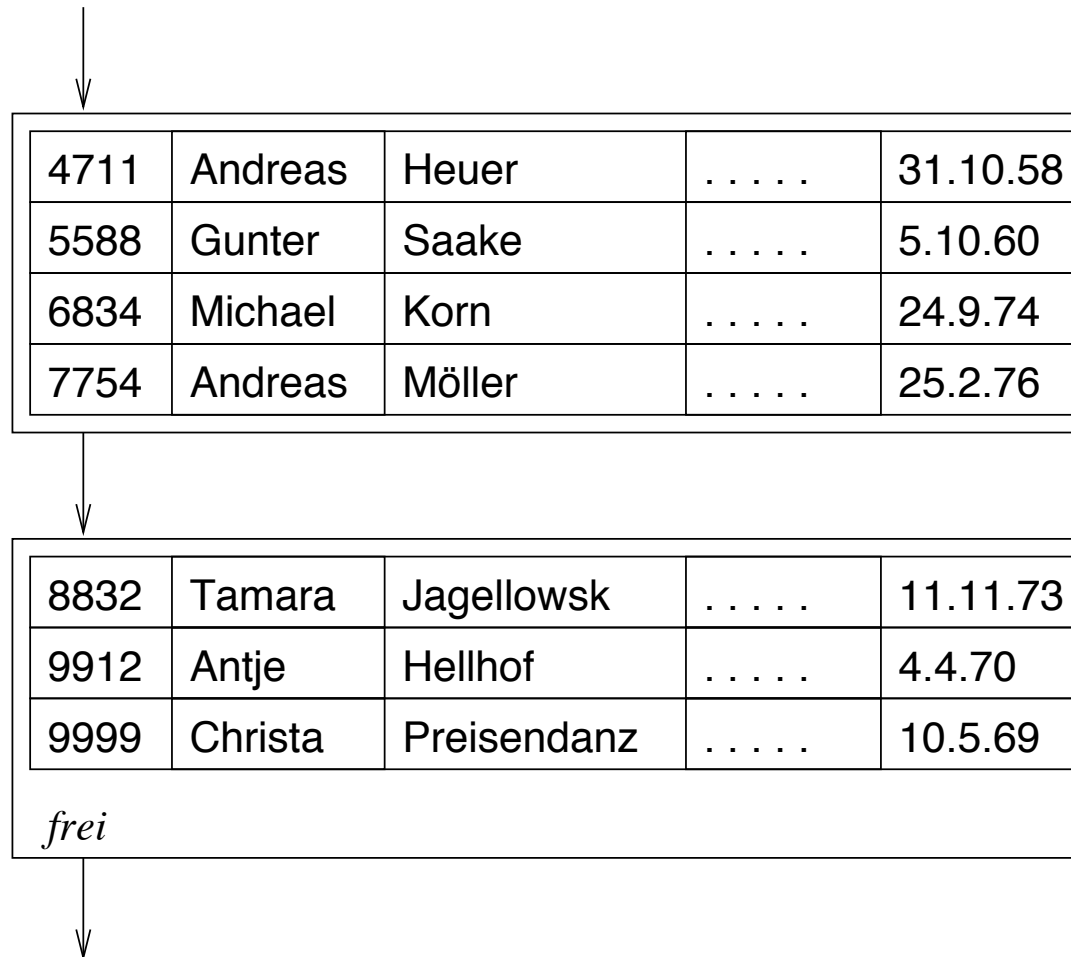 4711 Andreas Heuer . . . . . 31.10.58
5588 Gunter Saake . . . . . 5.10.60
6834 Michael Korn . . . . . 24.9.74
7754 Andreas Möller . . . . . 25.2.76
8832 Tamara Jagellowsk . . . . . 11.11.73
9912 Antje Hellhof . . . . . 4.4.70
9999 Christa Preisendanz . . . . . 10.5.69
frei